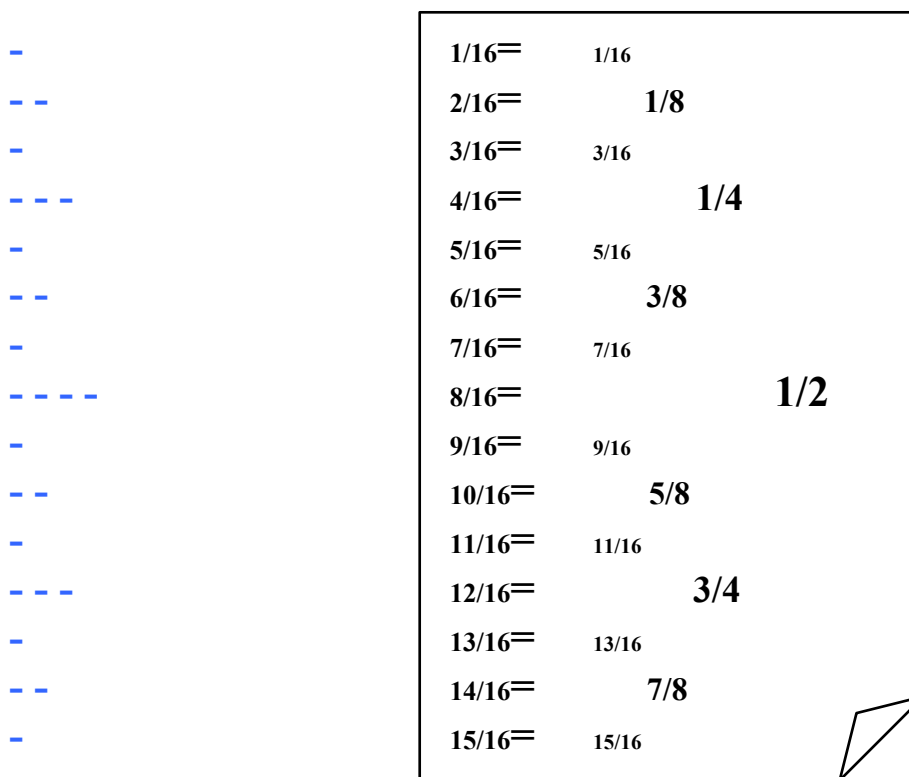 - 1/16= 1/16
- - 2/16= 1/8
- 3/16= 3/16
- - - 4/16= 1/4
- 5/16= 5/16
- - 6/16= 3/8
- 7/16= 7/16
- - - - 8/16= 1/2
- 9/16= 9/16
- - 10/16= 5/8
- 11/16= 11/16
- - - 12/16= 3/4
- 13/16= 13/16
- - 14/16= 7/8
- 15/16= 15/16